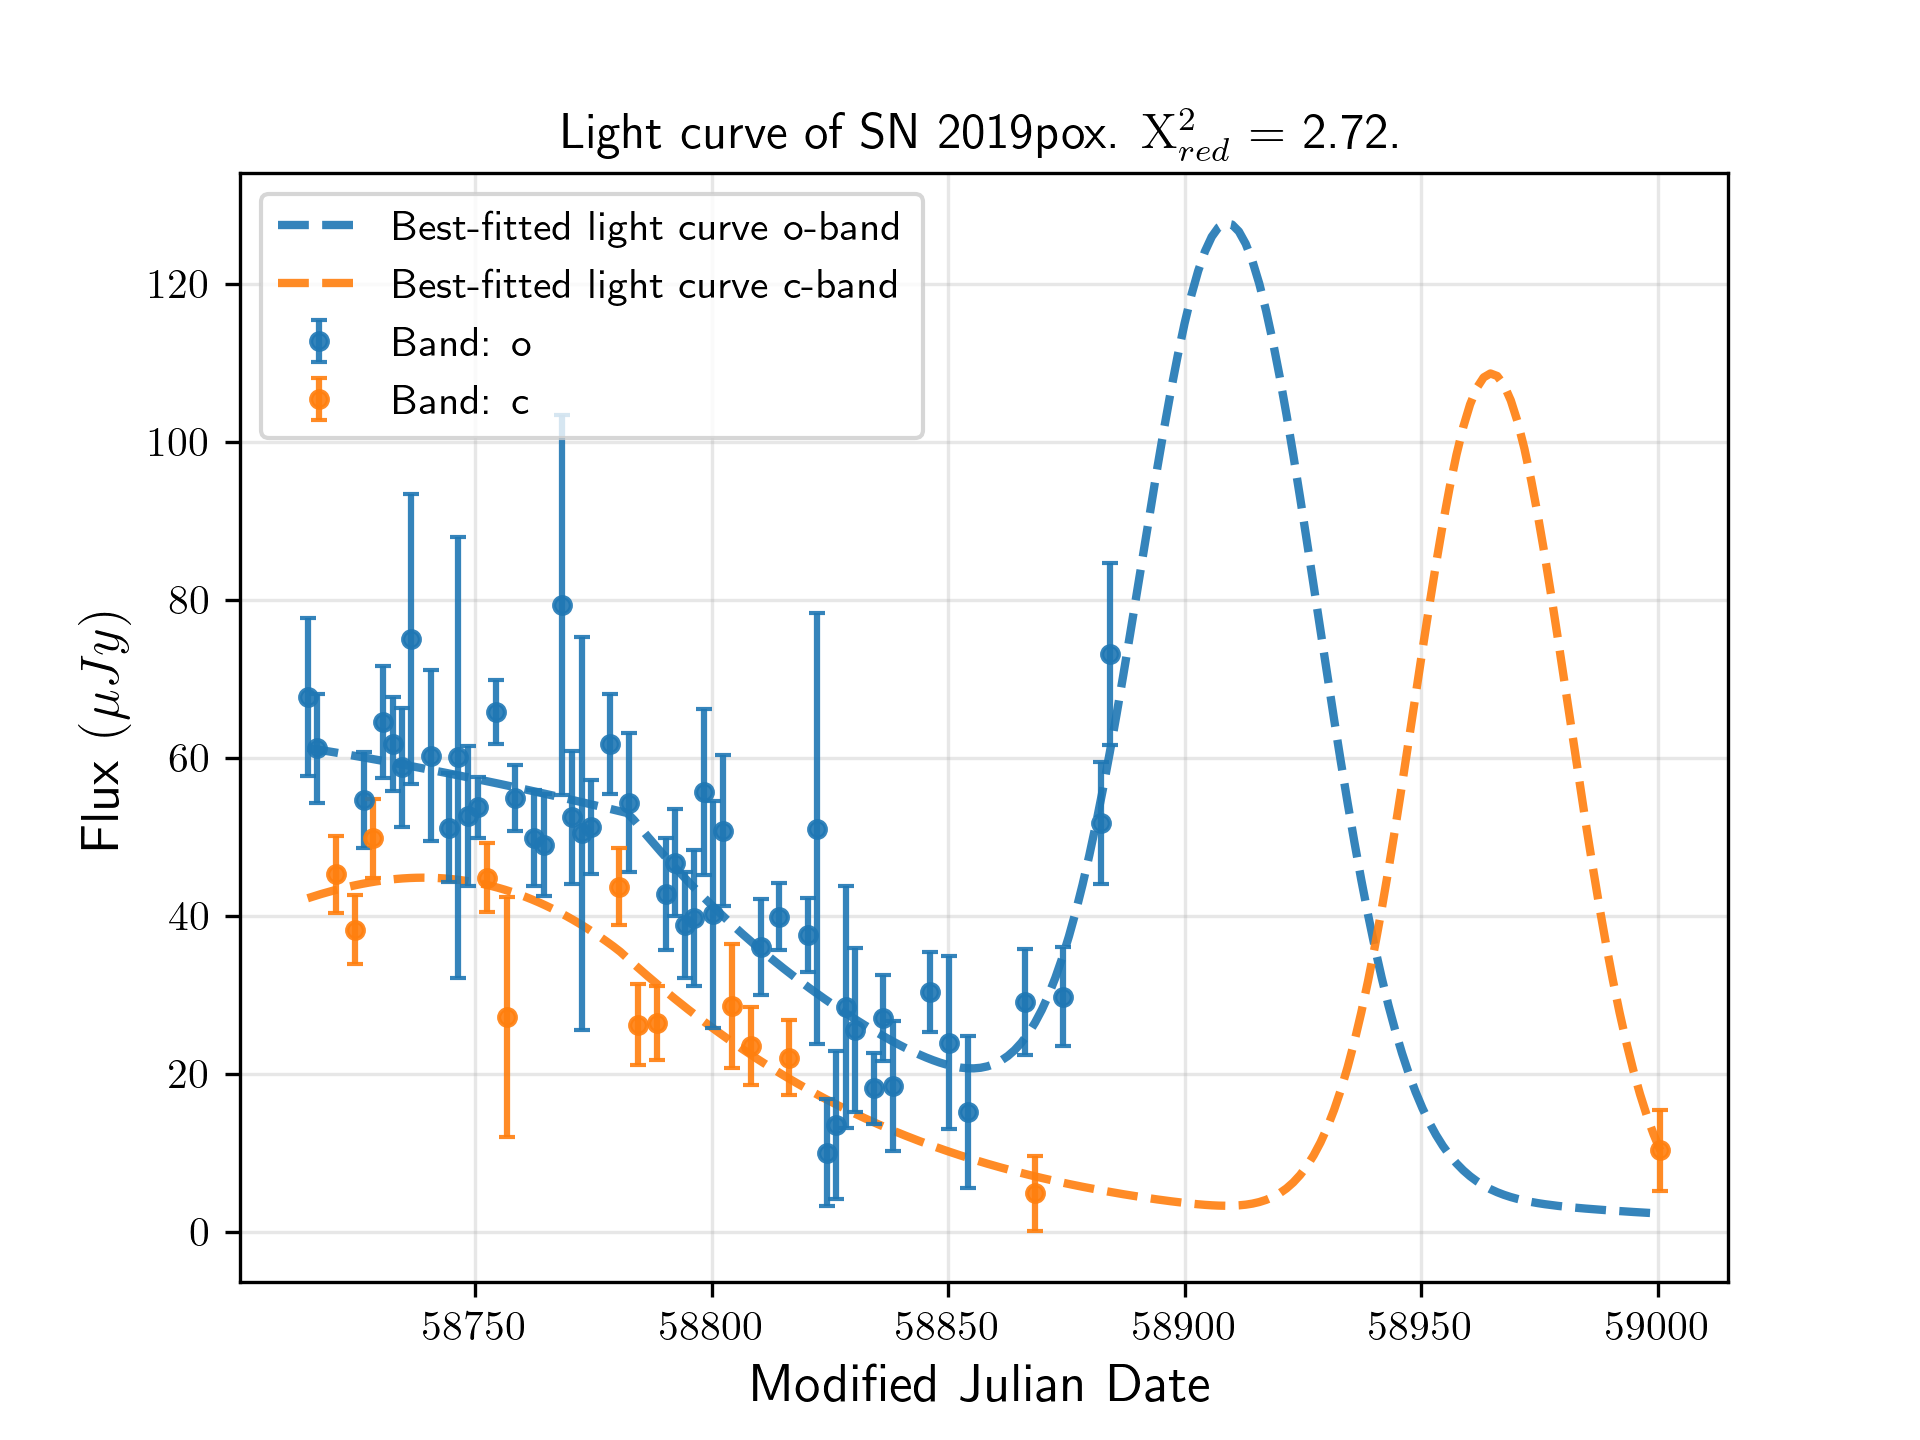 Light curve of SN 2019pox. X²_red = 2.72.
Best-fitted light curve o-band
Best-fitted light curve c-band
Band: o
Band: c
Flux (μJy)
120
100
80
60
40
20
0
58750 58800 58850 58900 58950 59000
Modified Julian Date